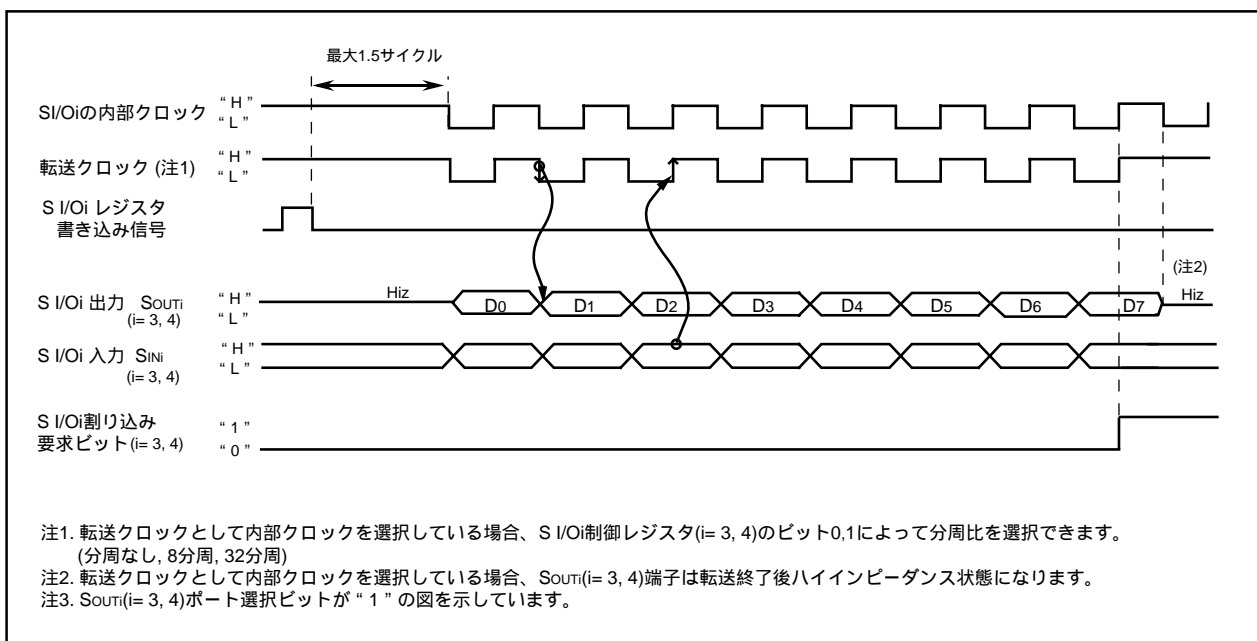 最大1.5サイクル
SI/Oiの内部クロック “ H ” “ L ”
転送クロック (注1) “ H ” “ L ”
S I/Oi レジスタ
書き込み信号
(注2)
S I/Oi 出力 SOUTi (i= 3, 4) “ H ” “ L ” Hiz D0 D1 D2 D3 D4 D5 D6 D7 Hiz
S I/Oi 入力 SINi (i= 3, 4) “ H ” “ L ”
S I/Oi割り込み
要求ビット(i= 3, 4) “ 1 ” “ 0 ”
注1. 転送クロックとして内部クロックを選択している場合、S I/Oi制御レジスタ(i= 3, 4)のビット0,1によって分周比を選択できます。
(分周なし, 8分周, 32分周)
注2. 転送クロックとして内部クロックを選択している場合、SOUTi(i= 3, 4)端子は転送終了後ハイインピーダンス状態になります。
注3. SOUTi(i= 3, 4)ポート選択ビットが “ 1 ” の図を示しています。